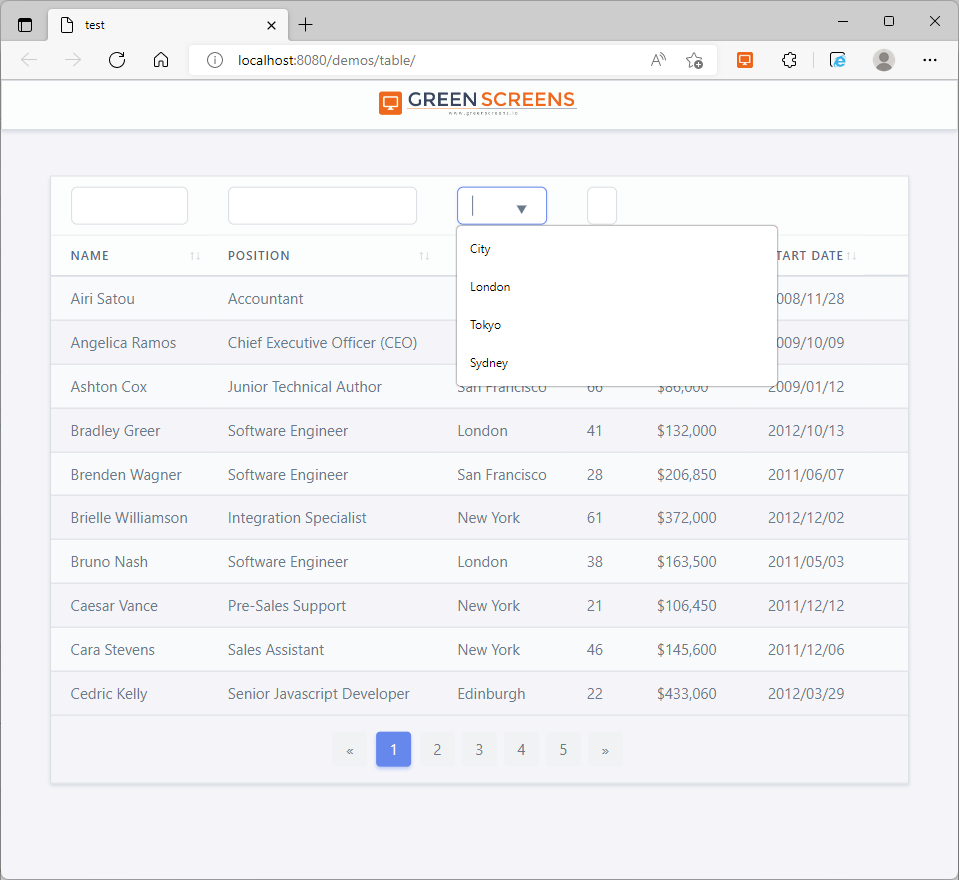 test
localhost:8080/demos/table/
GREEN SCREENS
www.greenscreens.io
NAME POSITION TART DATE
City
London
Tokyo
Sydney
Airi Satou Accountant 008/11/28
Angelica Ramos Chief Executive Officer (CEO) 009/10/09
Ashton Cox Junior Technical Author San Francisco 66 $86,000 2009/01/12
Bradley Greer Software Engineer London 41 $132,000 2012/10/13
Brenden Wagner Software Engineer San Francisco 28 $206,850 2011/06/07
Brielle Williamson Integration Specialist New York 61 $372,000 2012/12/02
Bruno Nash Software Engineer London 38 $163,500 2011/05/03
Caesar Vance Pre-Sales Support New York 21 $106,450 2011/12/12
Cara Stevens Sales Assistant New York 46 $145,600 2011/12/06
Cedric Kelly Senior Javascript Developer Edinburgh 22 $433,060 2012/03/29
« 1 2 3 4 5 »